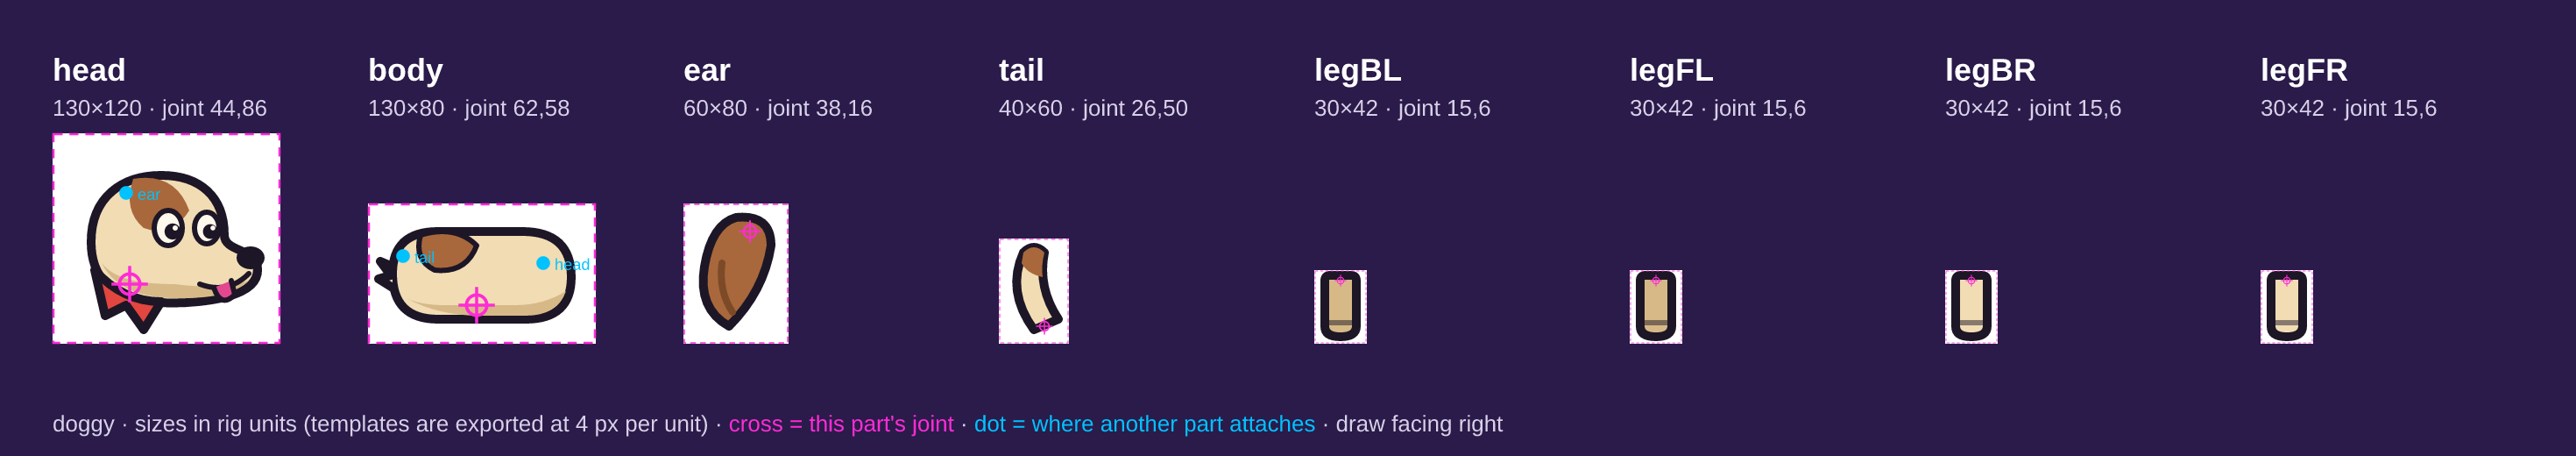 head
130×120 · joint 44,86
ear
body
130×80 · joint 62,58
tail
head
ear
60×80 · joint 38,16
tail
40×60 · joint 26,50
legBL
30×42 · joint 15,6
legFL
30×42 · joint 15,6
legBR
30×42 · joint 15,6
legFR
30×42 · joint 15,6
doggy · sizes in rig units (templates are exported at 4 px per unit) · cross = this part's joint · dot = where another part attaches · draw facing right